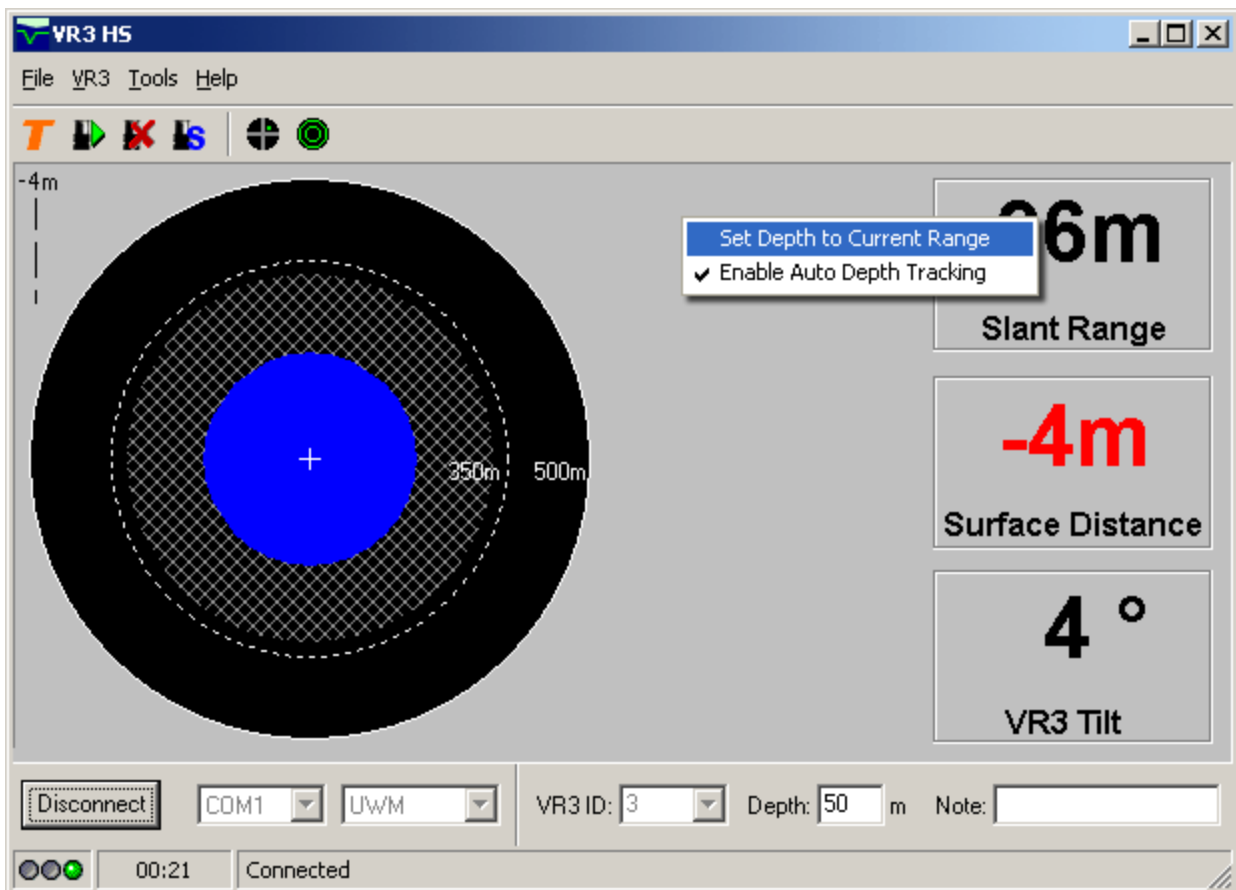 VR3 HS
File VR3 Tools Help
-4m
Set Depth to Current Range
Enable Auto Depth Tracking
6m
Slant Range
350m 500m
-4m
Surface Distance
4 °
VR3 Tilt
Disconnect COM1 UWM VR3 ID: 3 Depth: 50 m Note:
00:21 Connected